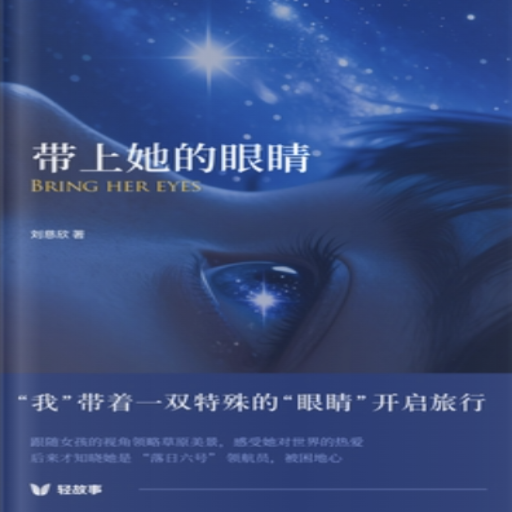 带上她的眼睛
BRING HER EYES
刘慈欣 著
“我”带着一双特殊的“眼睛”开启旅行
跟随女孩的视角领略草原美景，感受她对世界的热爱
后来才知晓她是“落日六号”领航员，被困地心
轻故事